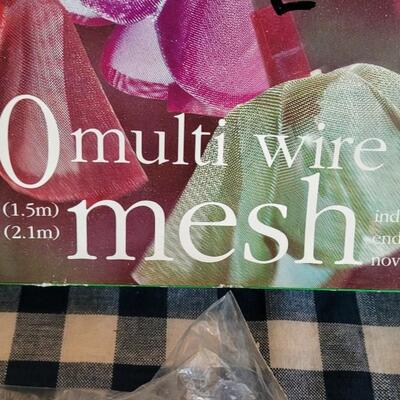 0 multi wire
(1.5m) mesh ind
(2.1m) end
nov